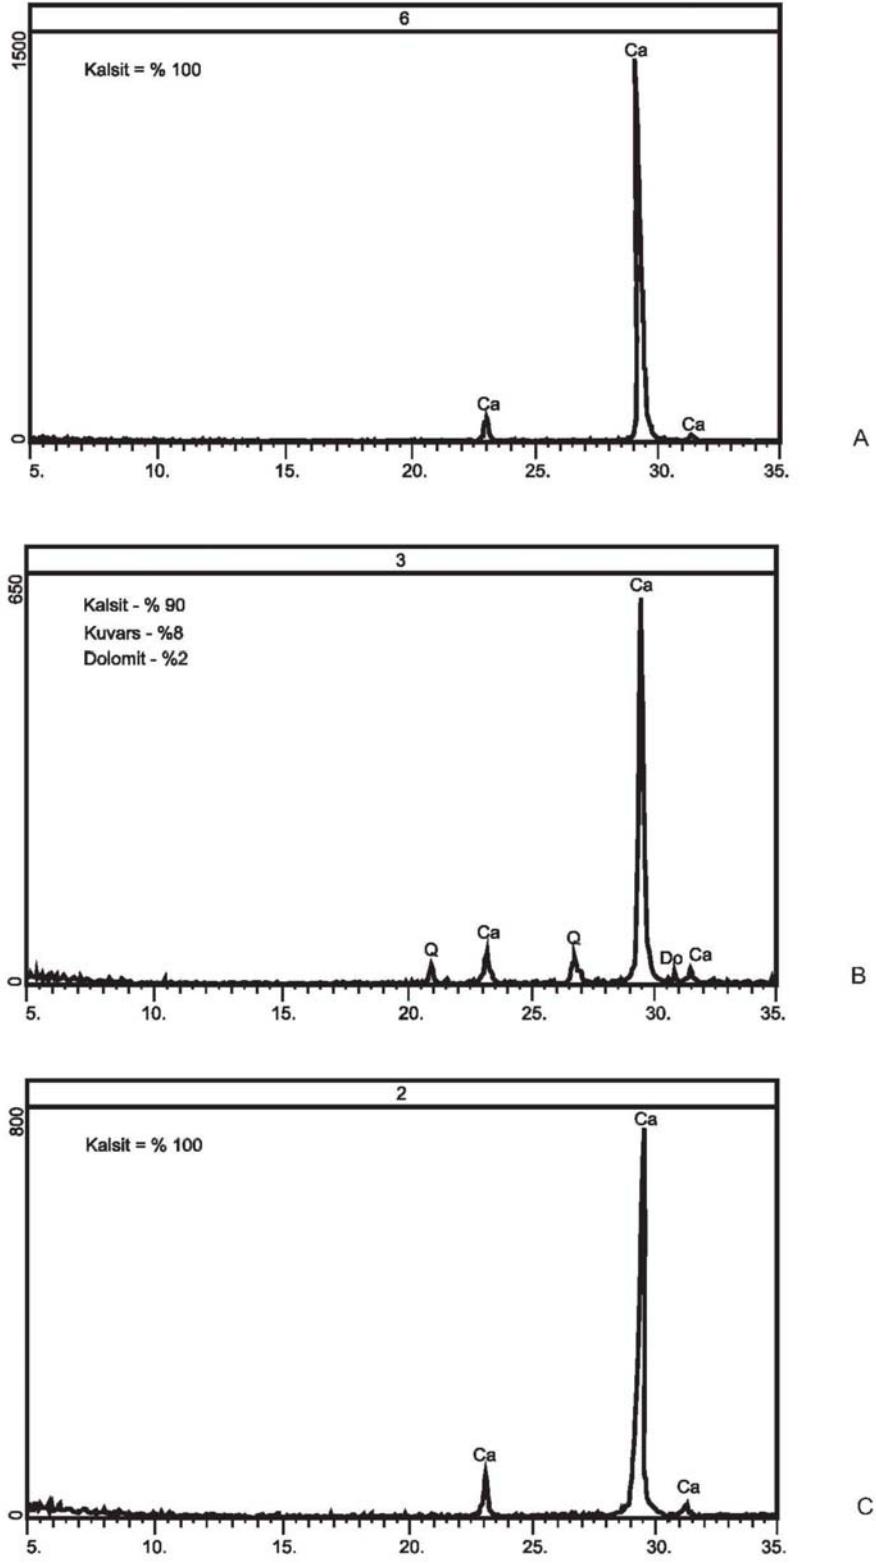 6
1500
Ca
Kalsit = % 100
Ca
Ca
0
A
5. 10. 15. 20. 25. 30. 35.
3
650
Ca
Kalsit - % 90
Kuvars - %8
Dolomit - %2
Q
Ca
Q
Do
Ca
0
B
5. 10. 15. 20. 25. 30. 35.
2
800
Ca
Kalsit = % 100
Ca
Ca
0
C
5. 10. 15. 20. 25. 30. 35.